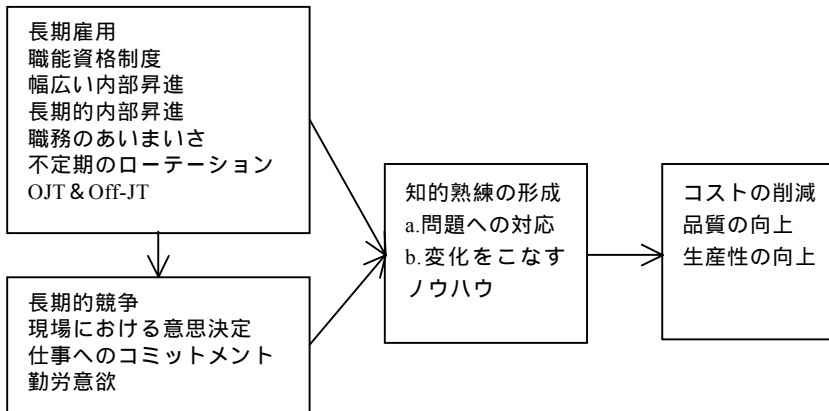 長期雇用
職能資格制度
幅広い内部昇進
長期的内部昇進
職務のあいまいさ
不定期のローテーション
OJT＆Off-JT
長期的競争
現場における意思決定
仕事へのコミットメント
勤労意欲
知的熟練の形成
a.問題への対応
b.変化をこなす
ノウハウ
コストの削減
品質の向上
生産性の向上